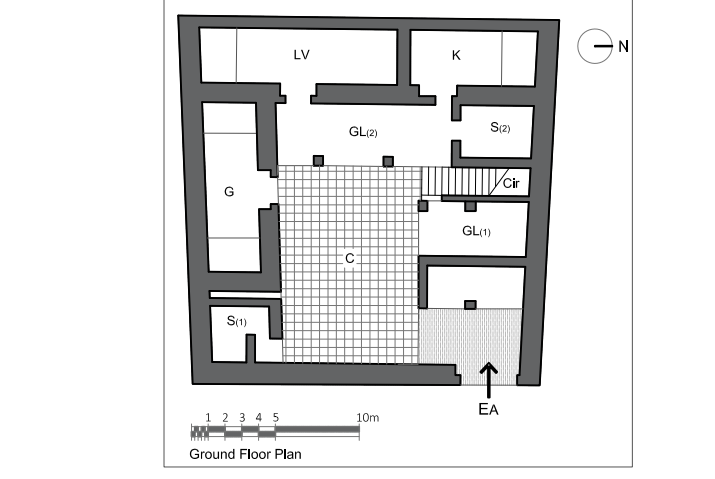 N
LV
K
GL(2)
S(2)
Cir
G
GL(1)
C
S(1)
EA
1 2 3 4 5 10m
Ground Floor Plan